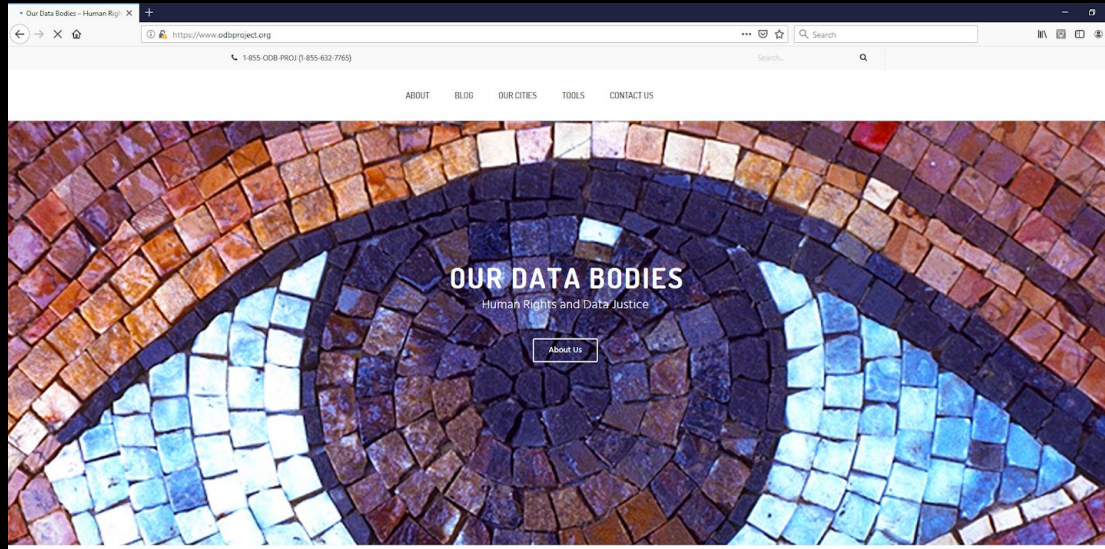 Our Data Bodies – Human Righ
https://www.odbproject.org
Search
1-855-ODB-PROJ (1-855-632-7765)
Search...
ABOUT BLOG OUR CITIES TOOLS CONTACT US
OUR DATA BODIES
Human Rights and Data Justice
About Us